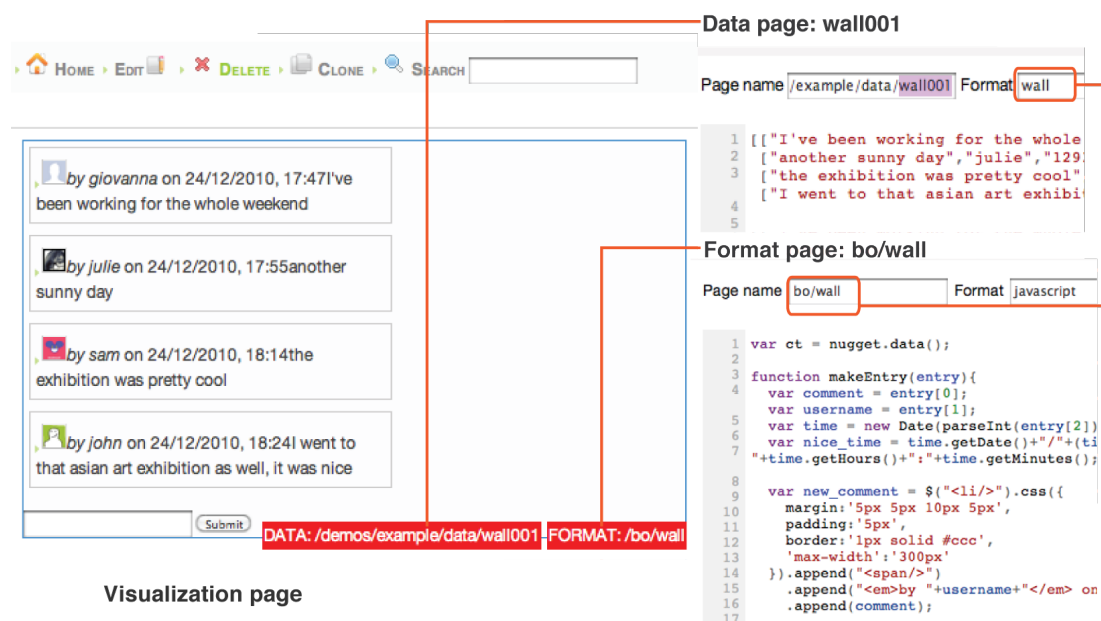 Data page: wall001
HOME EDIT DELETE CLONE SEARCH
Page name /example/data/wall001 Format wall
by giovanna on 24/12/2010, 17:47I've
been working for the whole weekend
by julie on 24/12/2010, 17:55another
sunny day
by sam on 24/12/2010, 18:14the
exhibition was pretty cool
by john on 24/12/2010, 18:24I went to
that asian art exhibition as well, it was nice
Submit
DATA: /demos/example/data/wall001 FORMAT: /bo/wall
Visualization page
1 [["I've been working for the whole
2 ["another sunny day","julie","129
3 ["the exhibition was pretty cool"
["I went to that asian art exhibi
4
5
Format page: bo/wall
Page name bo/wall Format javascript
1 var ct = nugget.data();
2
3 function makeEntry(entry){
4 var comment = entry[0];
var username = entry[1];
5 var time = new Date(parseInt(entry[2])
6 var nice_time = time.getDate()+"/"+(ti
7 "+time.getHours()+":"+time.getMinutes();
8
9 var new_comment = $("<li/>").css({
10 margin:'5px 5px 10px 5px',
11 padding:'5px',
12 border:'1px solid #ccc',
13 'max-width':'300px'
14 }).append("<span/>")
15 .append("<em>by "+username+"</em> on
16 .append(comment);
17